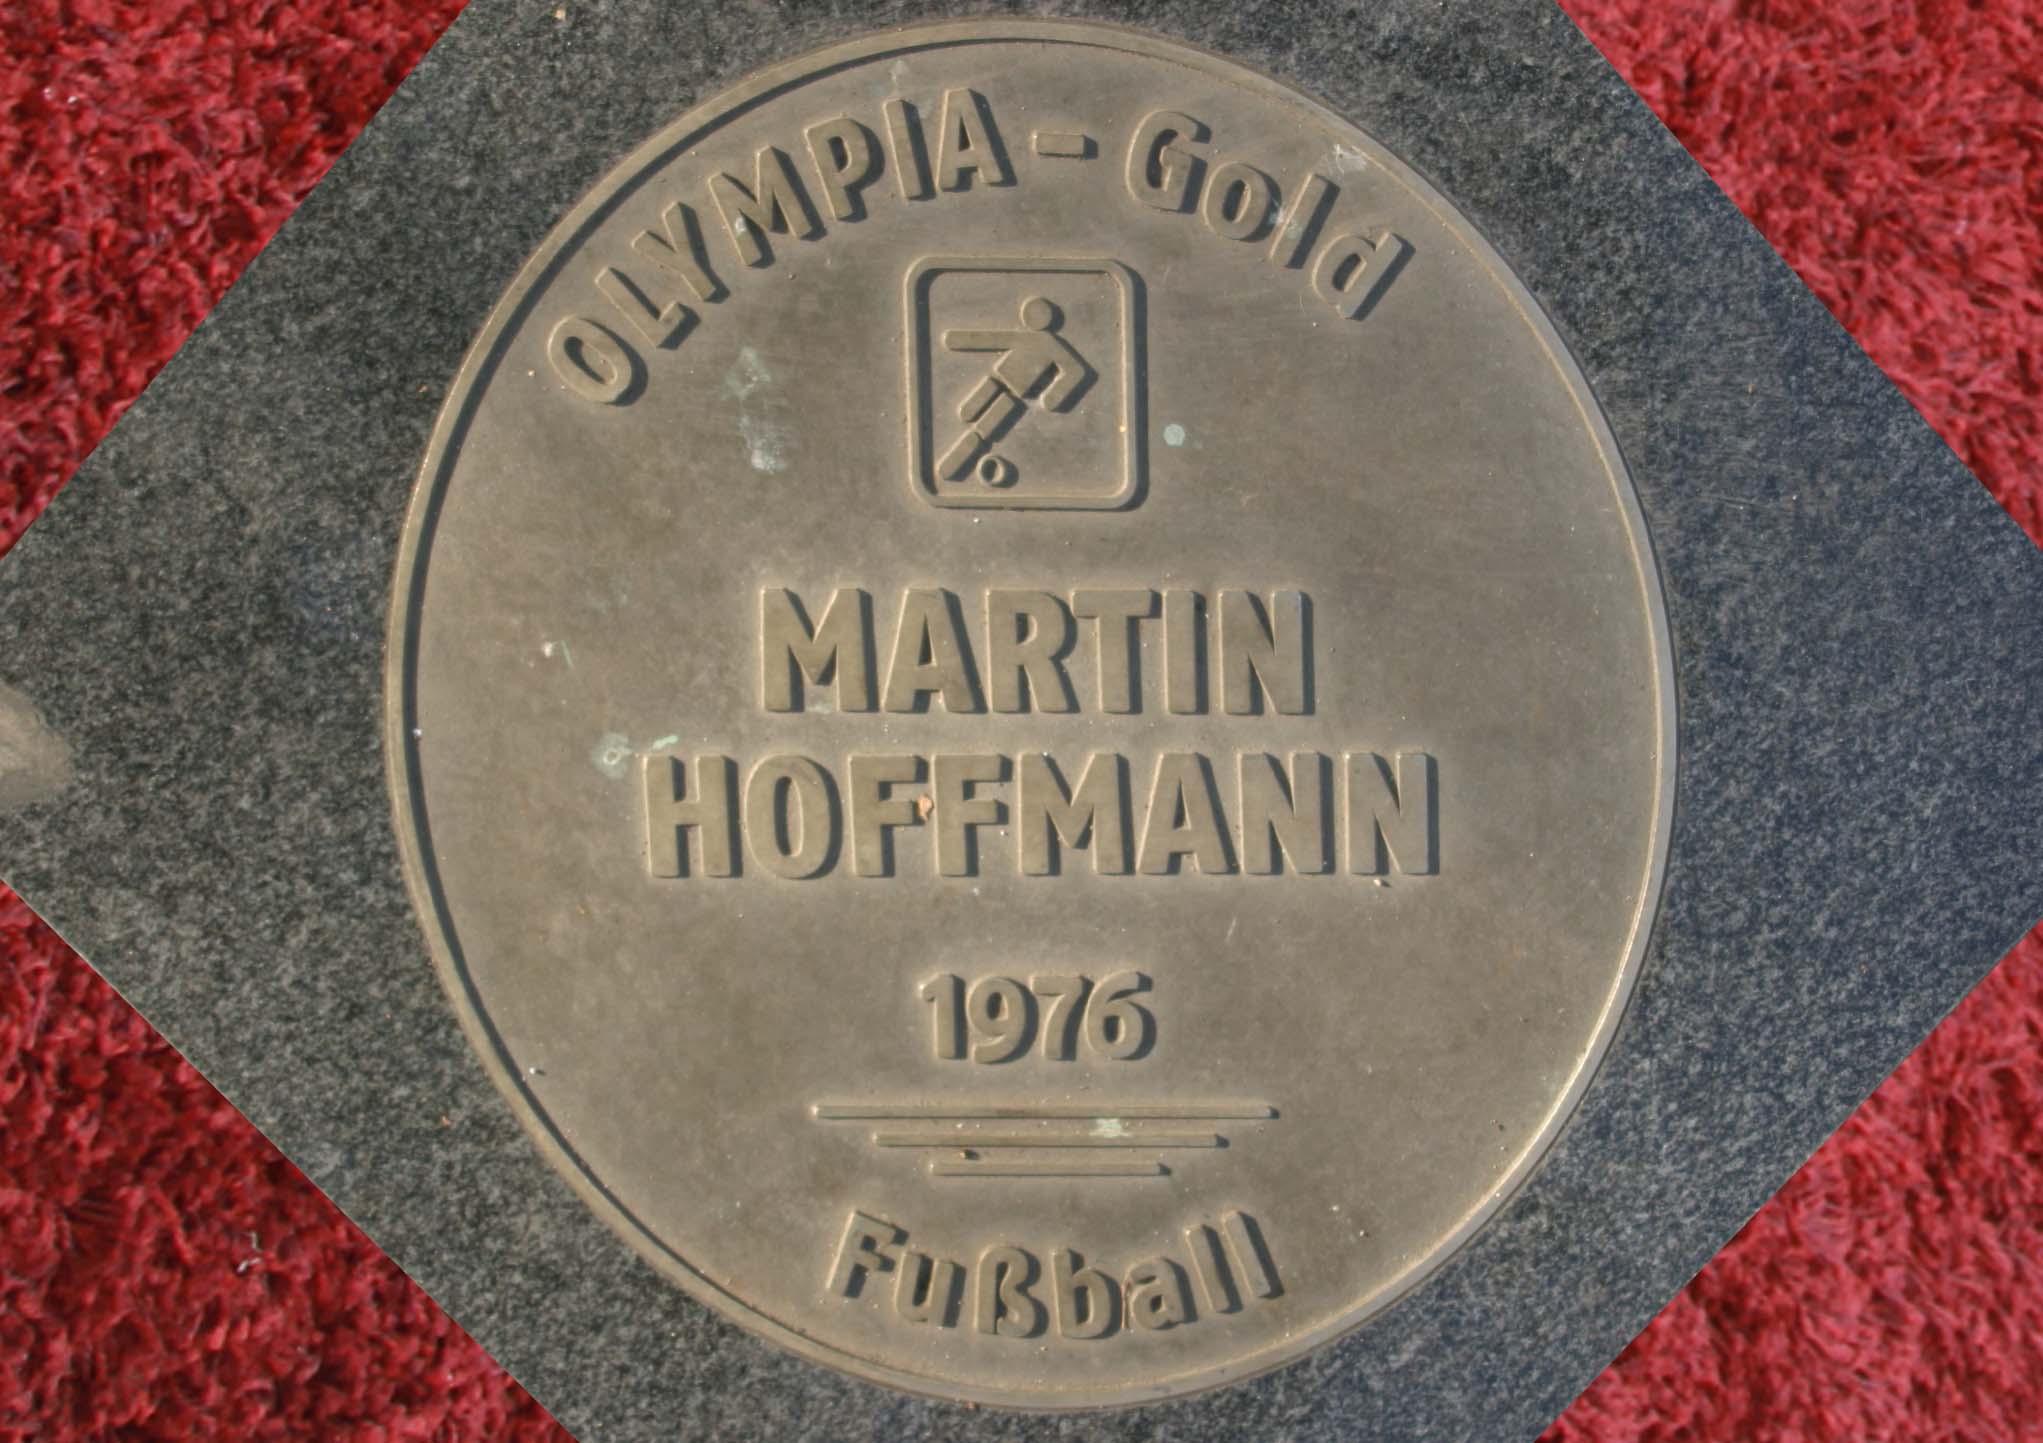 OLYMPIA - Gold
MARTIN
HOFFMANN
1976
Fußball